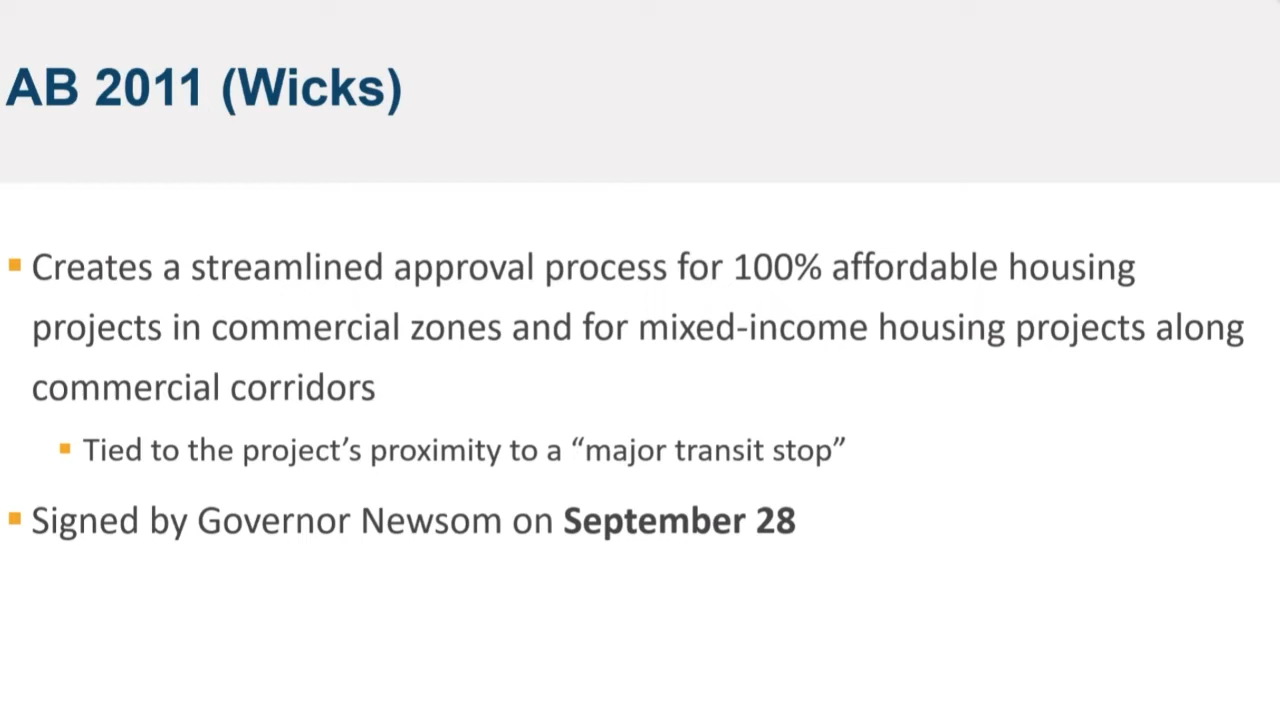 AB 2011 (Wicks)
▪ Creates a streamlined approval process for 100% affordable housing
projects in commercial zones and for mixed-income housing projects along
commercial corridors
▪ Tied to the project’s proximity to a “major transit stop”
▪ Signed by Governor Newsom on September 28